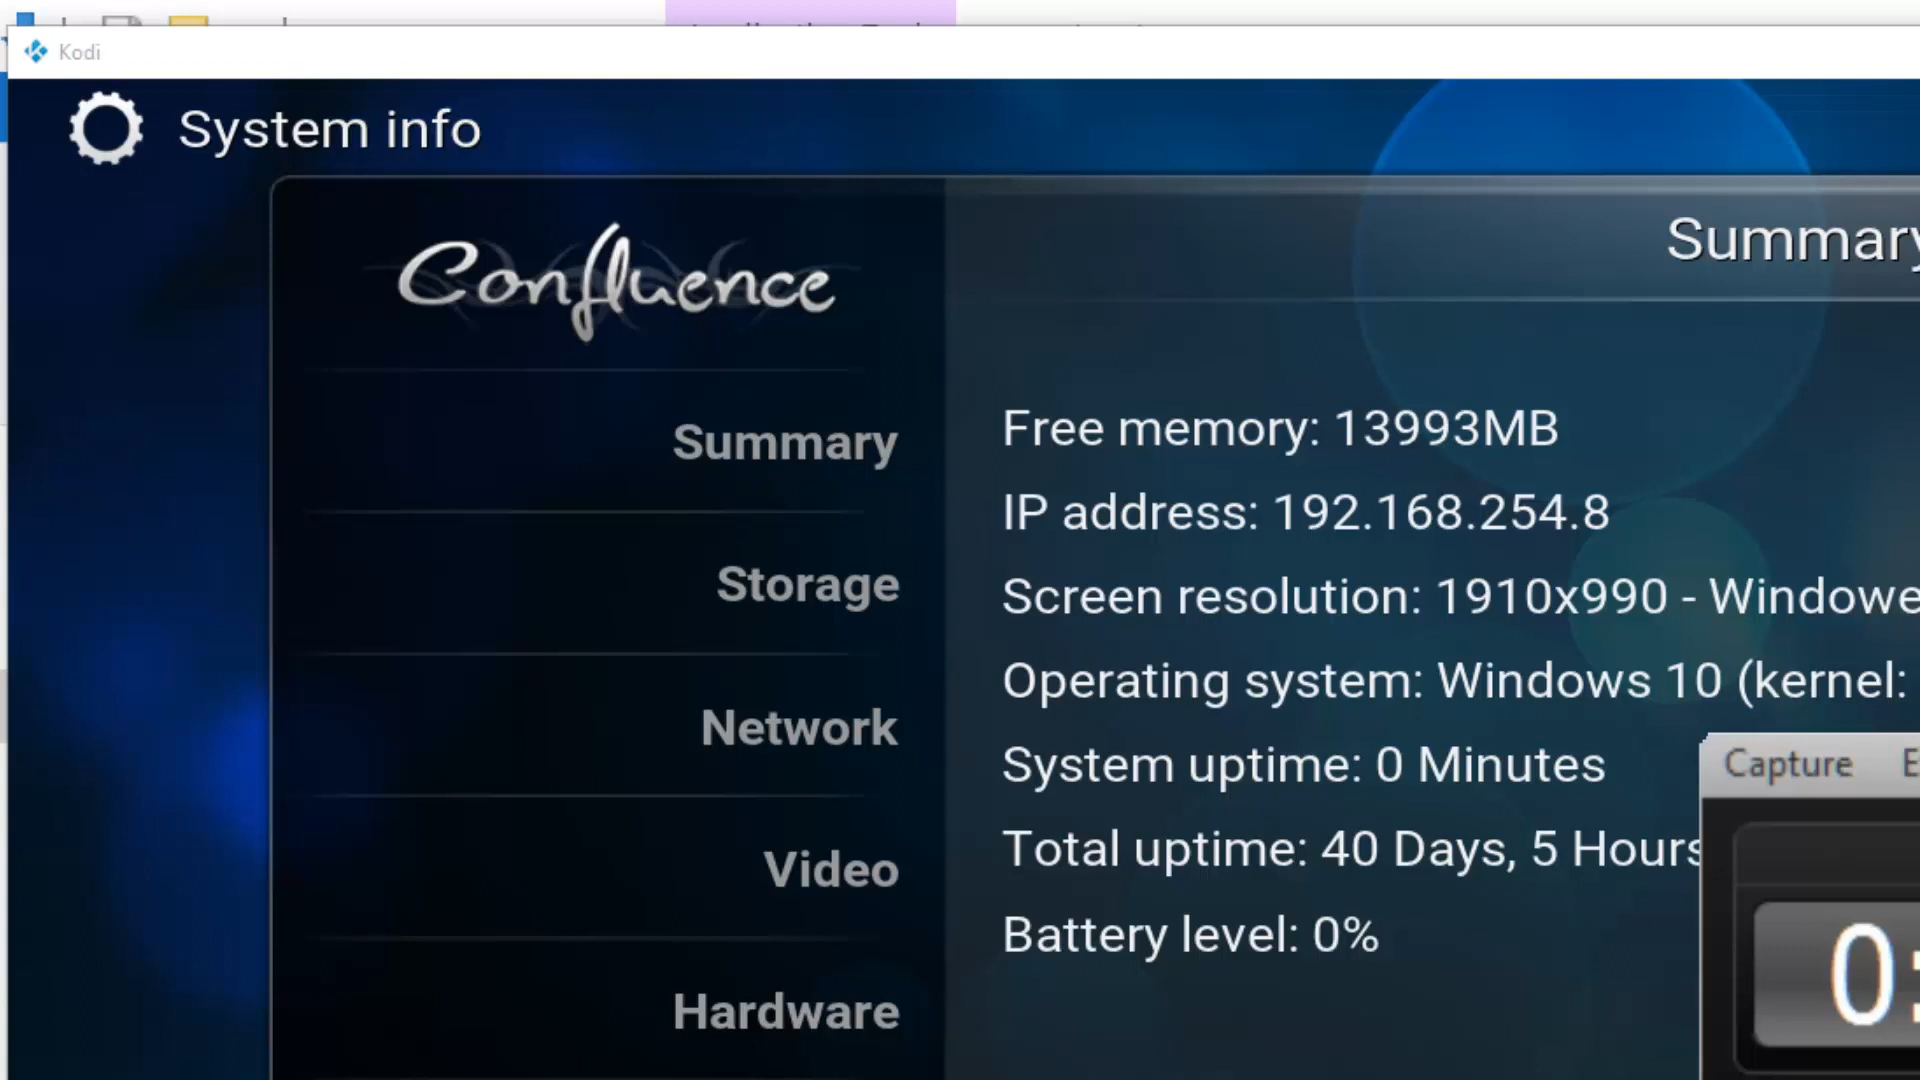 Kodi
System info
Confluence
Summary
Summary
Storage
Network
Video
Hardware
Free memory: 13993MB
IP address: 192.168.254.8
Screen resolution: 1910x990 - Windowe
Operating system: Windows 10 (kernel:
System uptime: 0 Minutes
Total uptime: 40 Days, 5 Hours
Battery level: 0%
Capture
0: